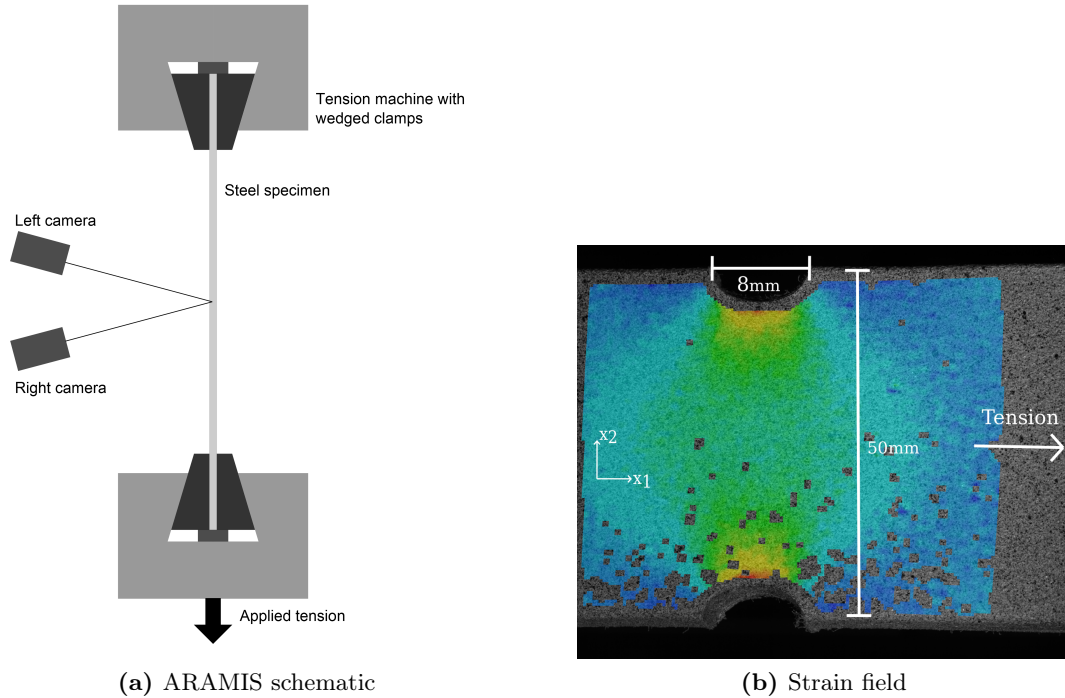 Tension machine with
wedged clamps
Steel specimen
Left camera
Right camera
Applied tension
(a) ARAMIS schematic
8mm
Tension
50mm
x2
x1
(b) Strain field